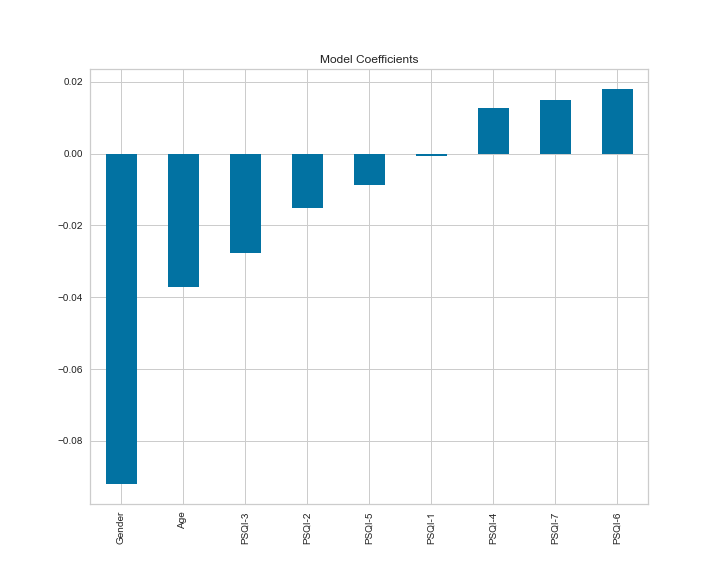 Model Coefficients
0.02
0.00
−0.02
−0.04
−0.06
−0.08
Gender
Age
PSQI-3
PSQI-2
PSQI-5
PSQI-1
PSQI-4
PSQI-7
PSQI-6